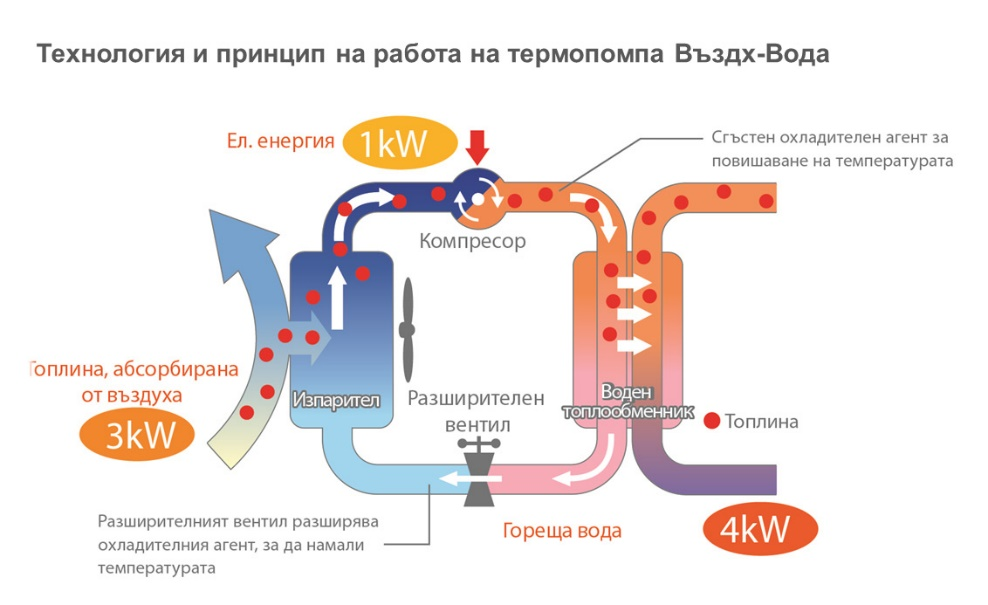 Технология и принцип на работа на термопомпа Въздх-Вода
Ел. енергия
1kW
Сгъстен охладителен агент за
повишаване на температурата
Компресор
Топлина, абсорбирана
от въздуха
3kW
Изпарител
Разширителен
вентил
Воден
топлообменник
Топлина
Разширителният вентил разширява
охладителния агент, за да намали
температурата
Гореща вода
4kW